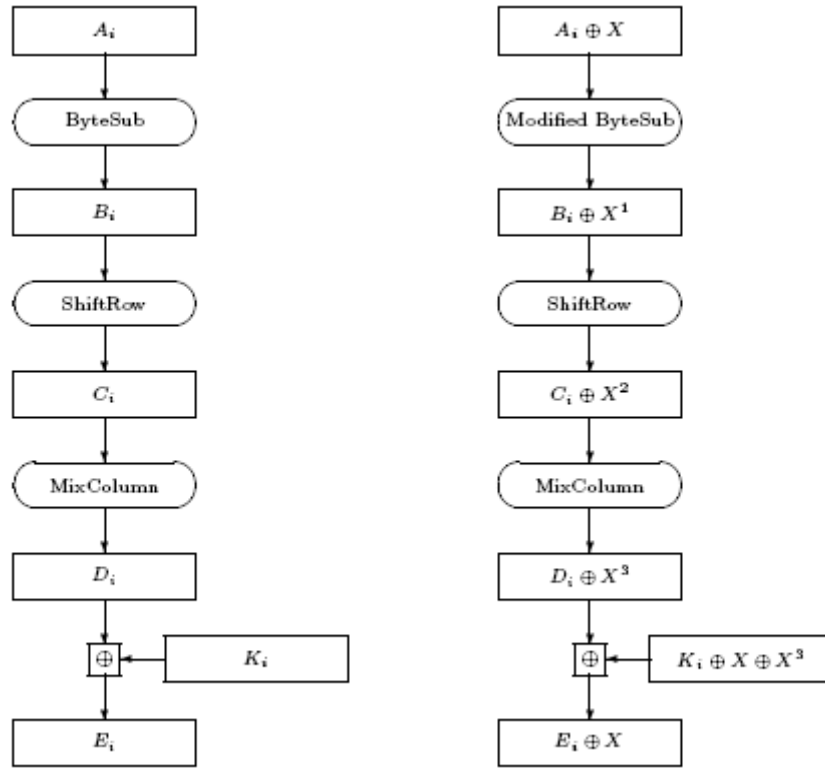 A_i
ByteSub
B_i
ShiftRow
C_i
MixColumn
D_i
⊕
K_i
E_i
A_i ⊕ X
Modified ByteSub
B_i ⊕ X^1
ShiftRow
C_i ⊕ X^2
MixColumn
D_i ⊕ X^3
⊕
K_i ⊕ X ⊕ X^3
E_i ⊕ X